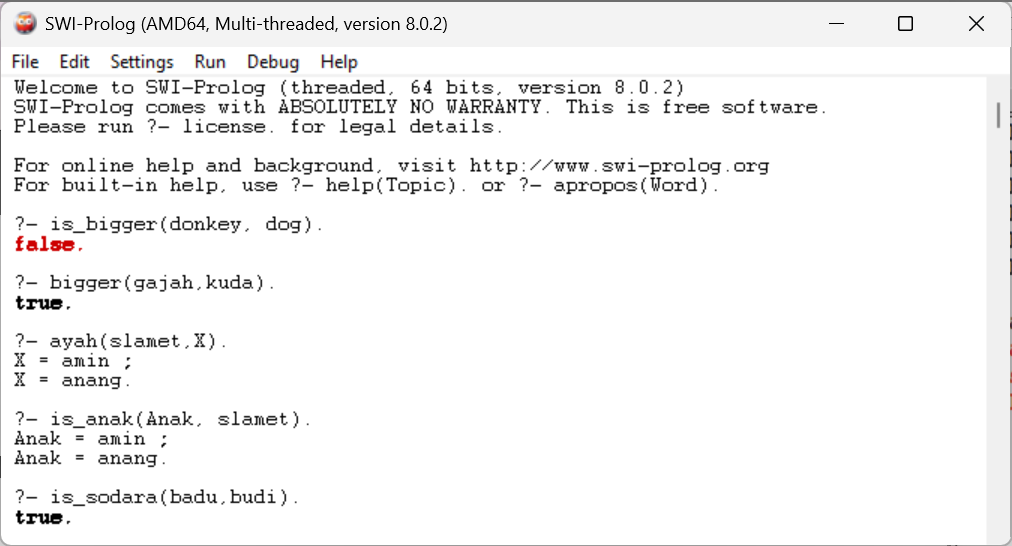 SWI-Prolog (AMD64, Multi-threaded, version 8.0.2)
File Edit Settings Run Debug Help
Welcome to SWI-Prolog (threaded, 64 bits, version 8.0.2)
SWI-Prolog comes with ABSOLUTELY NO WARRANTY. This is free software.
Please run ?- license. for legal details.
For online help and background, visit http://www.swi-prolog.org
For built-in help, use ?- help(Topic). or ?- apropos(Word).
?- is_bigger(donkey, dog).
false.
?- bigger(gajah,kuda).
true.
?- ayah(slamet,X).
X = amin ;
X = anang.
?- is_anak(Anak, slamet).
Anak = amin ;
Anak = anang.
?- is_sodara(badu,budi).
true.